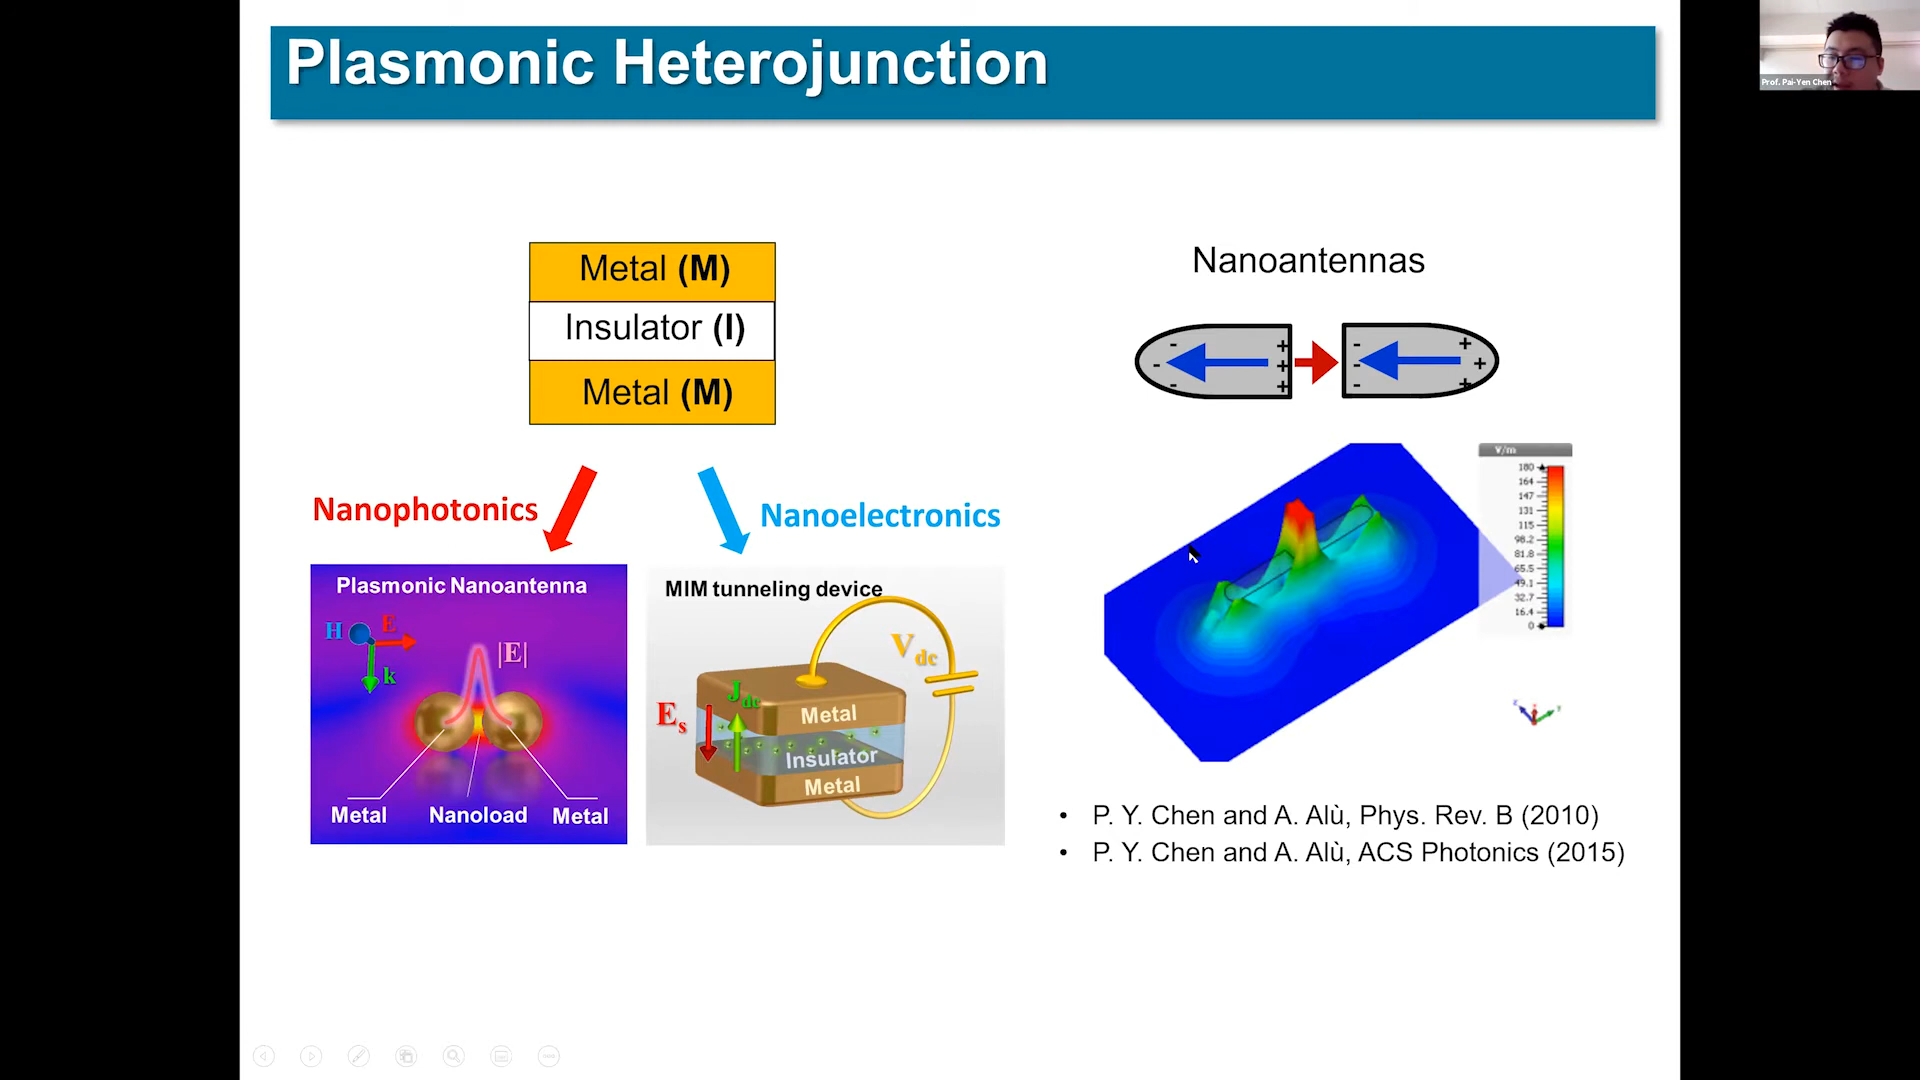 Plasmonic Heterojunction
Prof. Pai-Yen Chen
Metal (M)
Insulator (I)
Metal (M)
Nanophotonics
Nanoelectronics
Plasmonic Nanoantenna
H
E
k
|E|
Metal
Nanoload
Metal
MIM tunneling device
Vdc
Jdc
Es
Metal
Insulator
Metal
Nanoantennas
- - -
+ + +
- - -
+ + +
V/m
180
164
147
131
115
98.2
81.8
65.5
49.1
32.7
16.4
0
• P. Y. Chen and A. Alù, Phys. Rev. B (2010)
• P. Y. Chen and A. Alù, ACS Photonics (2015)